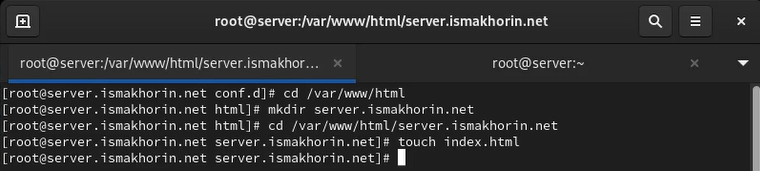 root@server:/var/www/html/server.ismakhorin.net
root@server:/var/www/html/server.ismakhor...
root@server:~
[root@server.ismakhorin.net conf.d]# cd /var/www/html
[root@server.ismakhorin.net html]# mkdir server.ismakhorin.net
[root@server.ismakhorin.net html]# cd /var/www/html/server.ismakhorin.net
[root@server.ismakhorin.net server.ismakhorin.net]# touch index.html
[root@server.ismakhorin.net server.ismakhorin.net]#